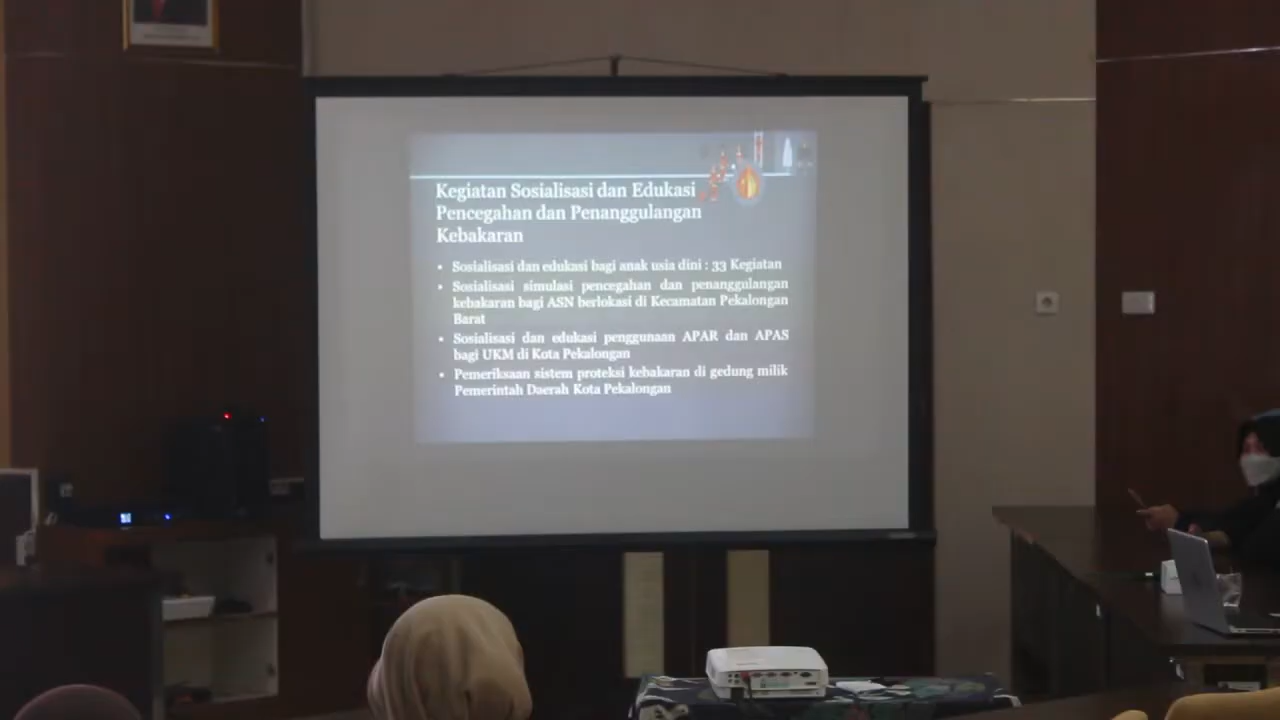 Kegiatan Sosialisasi dan Edukasi
Pencegahan dan Penanggulangan
Kebakaran
• Sosialisasi dan edukasi bagi anak usia dini : 33 Kegiatan
• Sosialisasi simulasi pencegahan dan penanggulangan
kebakaran bagi ASN berlokasi di Kecamatan Pekalongan
Barat
• Sosialisasi dan edukasi penggunaan APAR dan APAS
bagi UKM di Kota Pekalongan
• Pemeriksaan sistem proteksi kebakaran di gedung milik
Pemerintah Daerah Kota Pekalongan